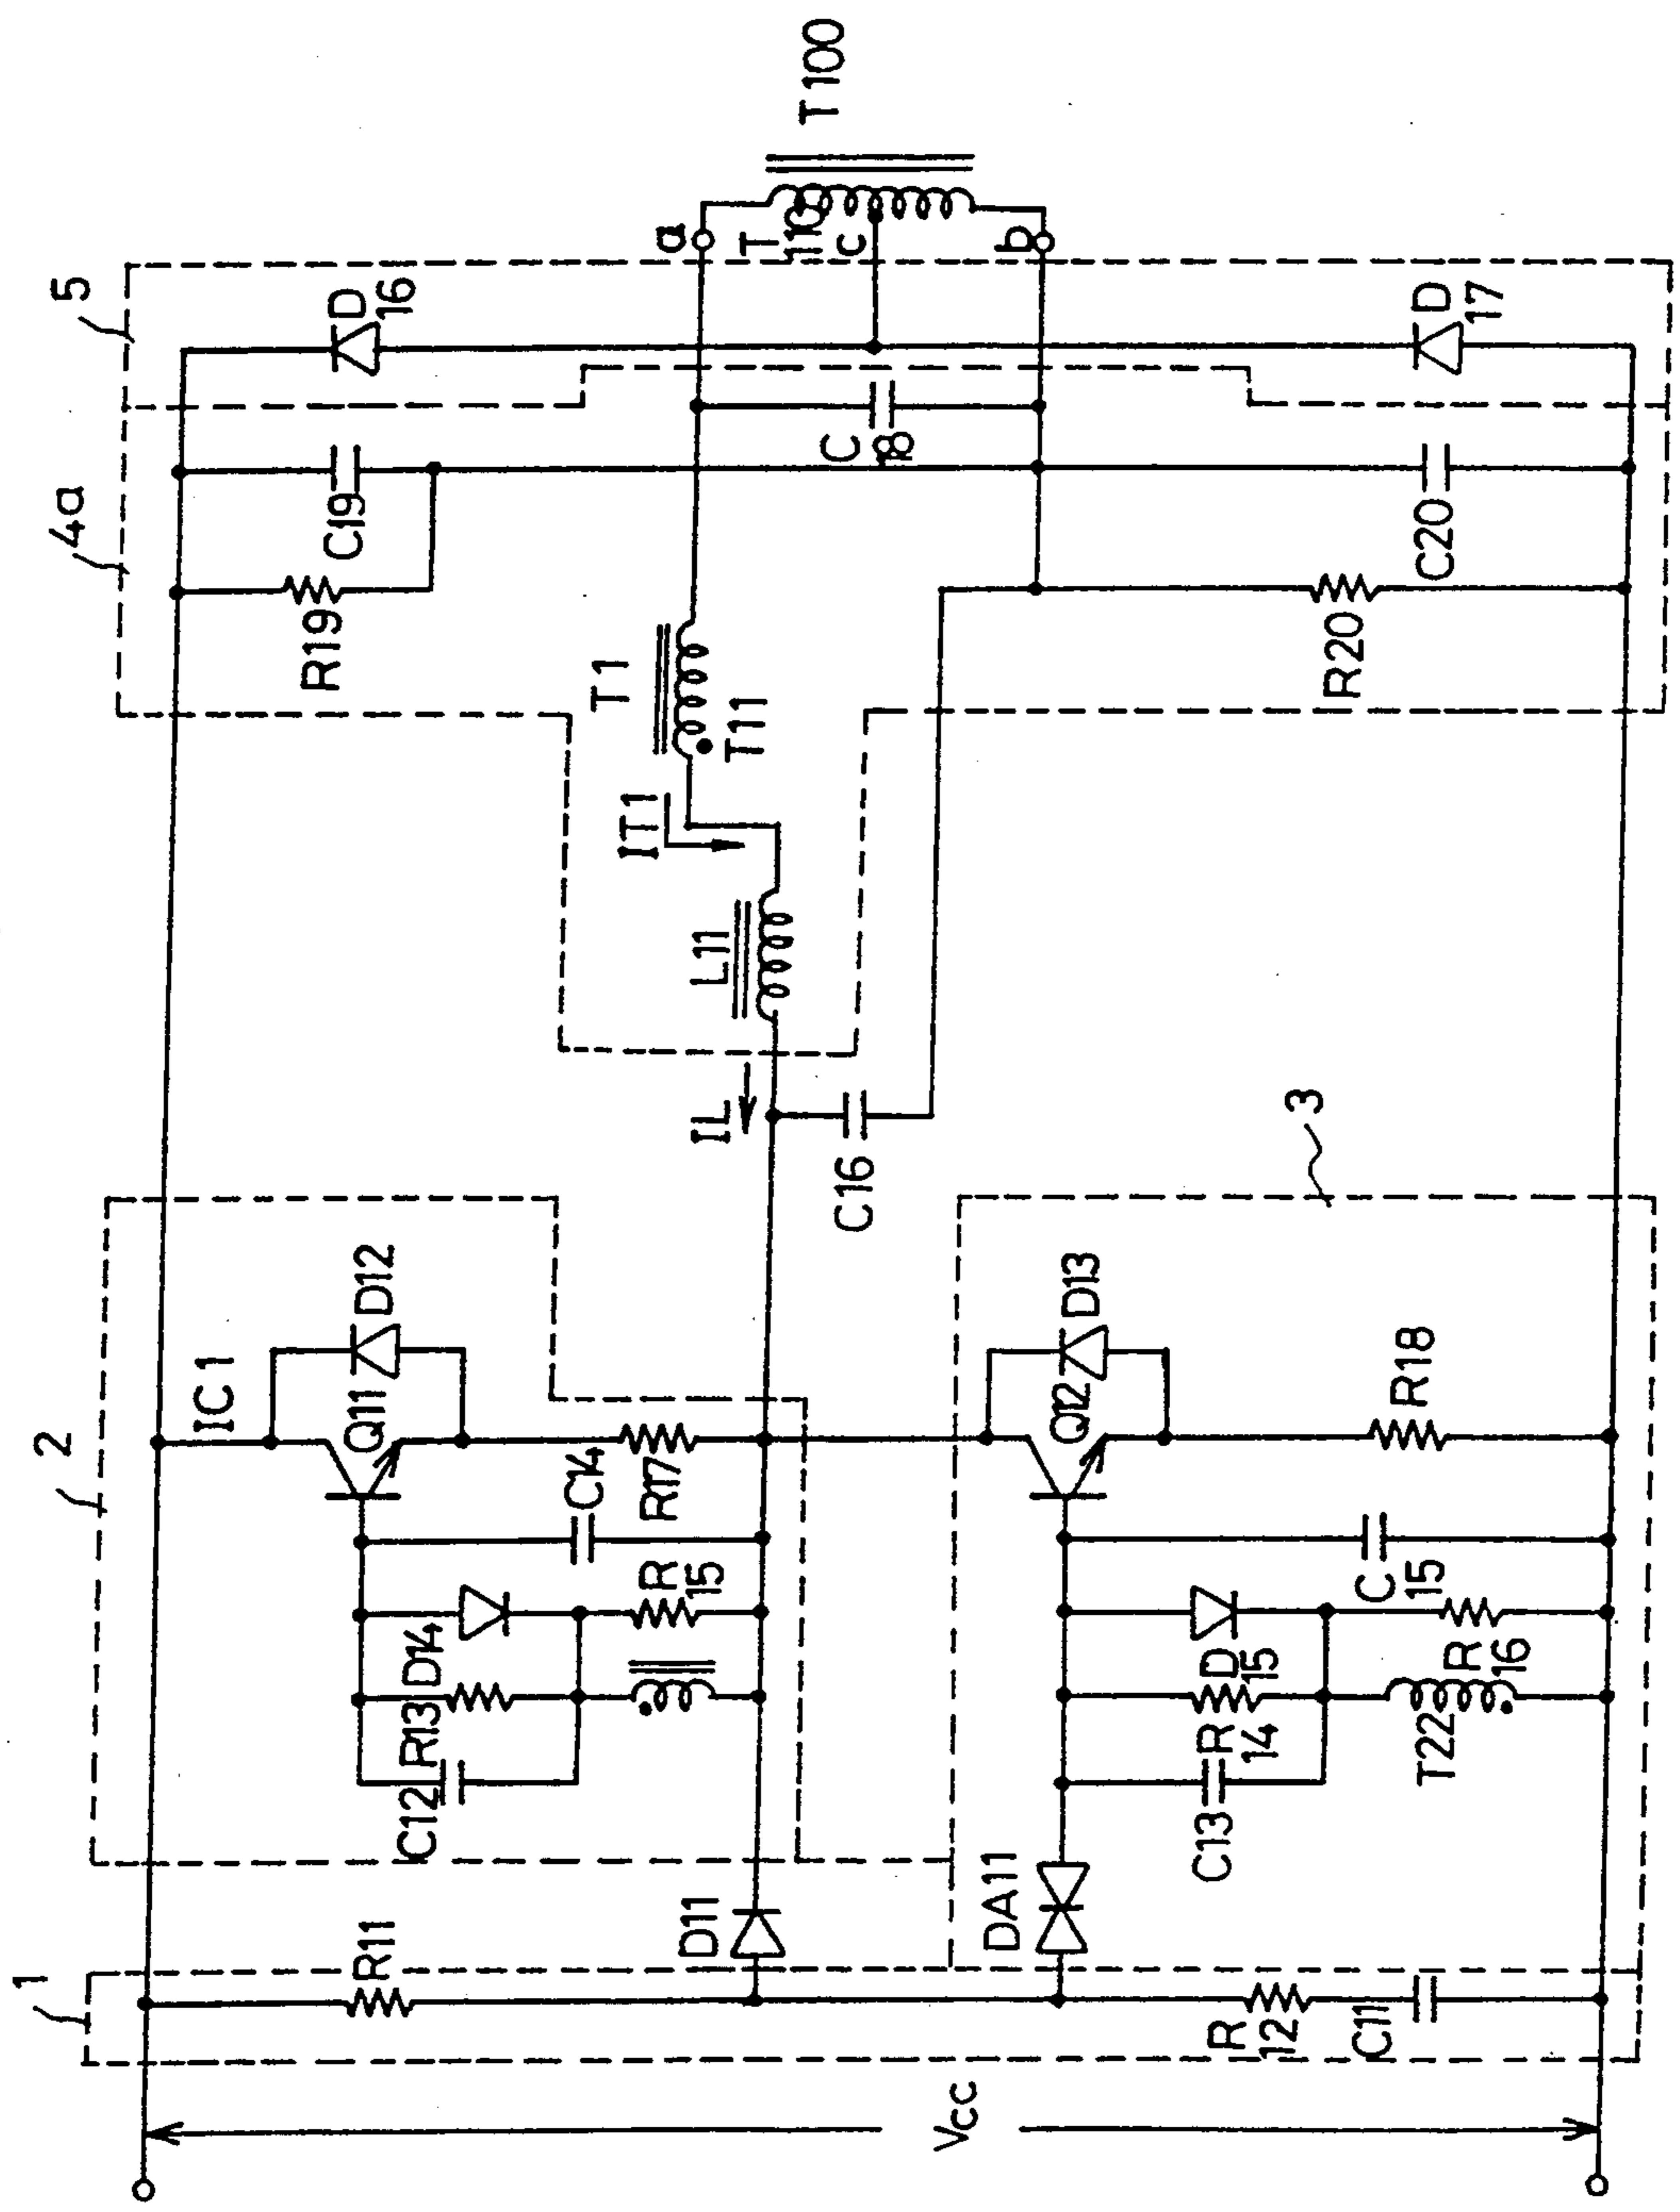 1
2
3
4a
5
Vcc
R11
R
12
C11
D11
DA11
C12
R13
D14
R
15
C14
R17
Q11
D12
IC1
C13
R
14
D
15
T22
R
16
C
15
Q12
D13
R18
IL
C16
L11
IT1
T1
T11
R19
C19
R20
C20
C
18
D
16
D
17
a
T
110
c
b
T100